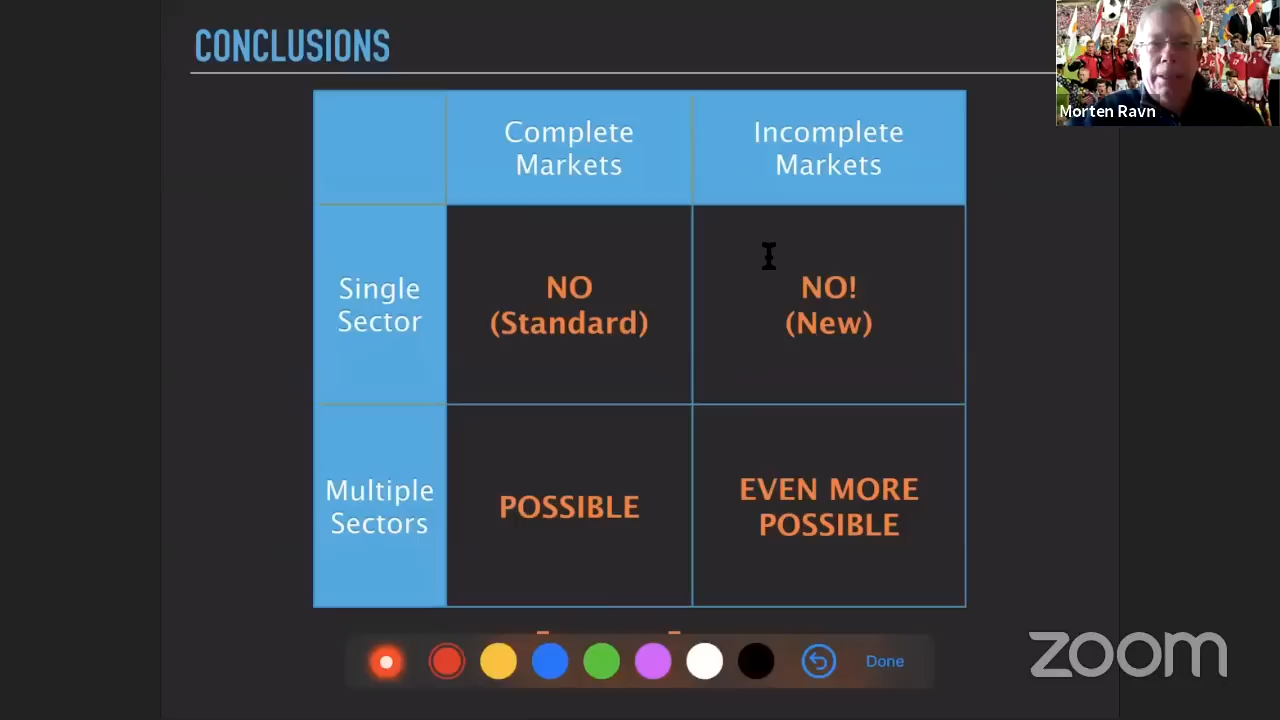 CONCLUSIONS
Morten Ravn
Complete
Markets
Incomplete
Markets
Single
Sector
NO
(Standard)
NO!
(New)
Multiple
Sectors
POSSIBLE
EVEN MORE
POSSIBLE
Done
zoom